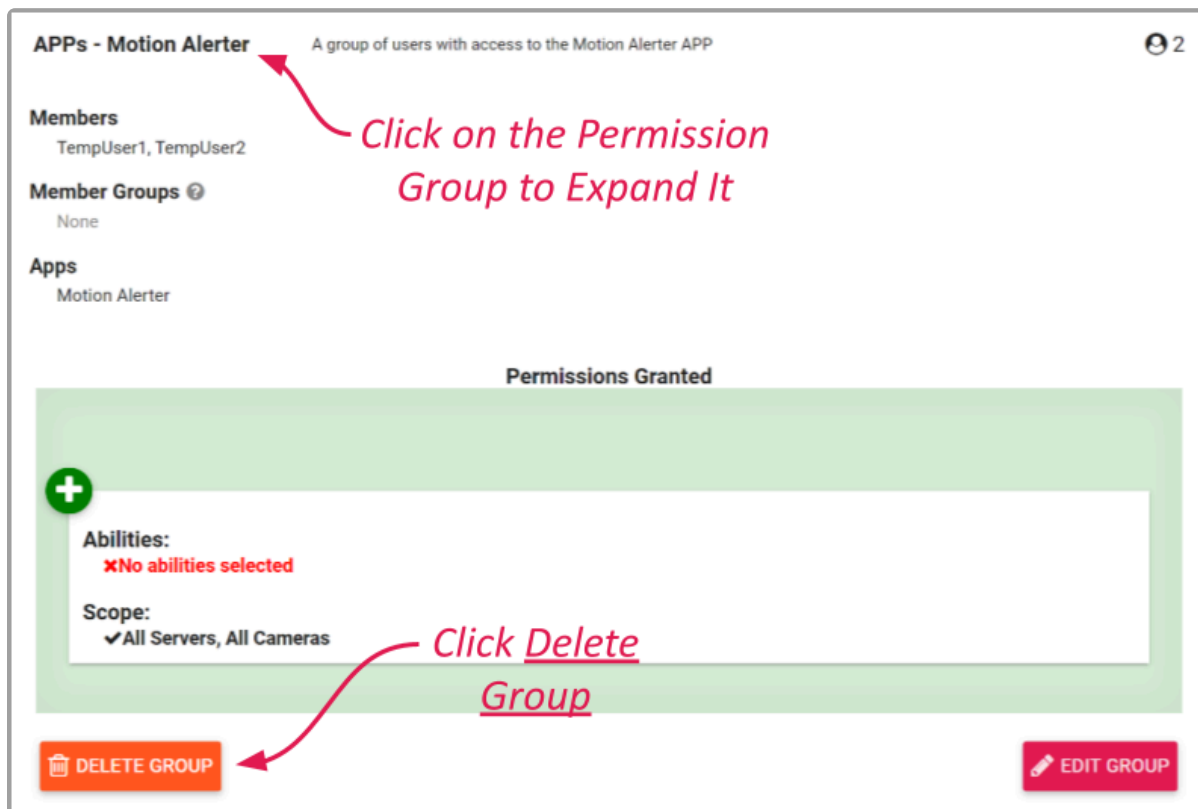 APPs - Motion Alerter A group of users with access to the Motion Alerter APP 2
Members
TempUser1, TempUser2
Click on the Permission
Group to Expand It
Member Groups
None
Apps
Motion Alerter
Permissions Granted
Abilities:
No abilities selected
Scope:
All Servers, All Cameras
Click Delete
Group
DELETE GROUP
EDIT GROUP